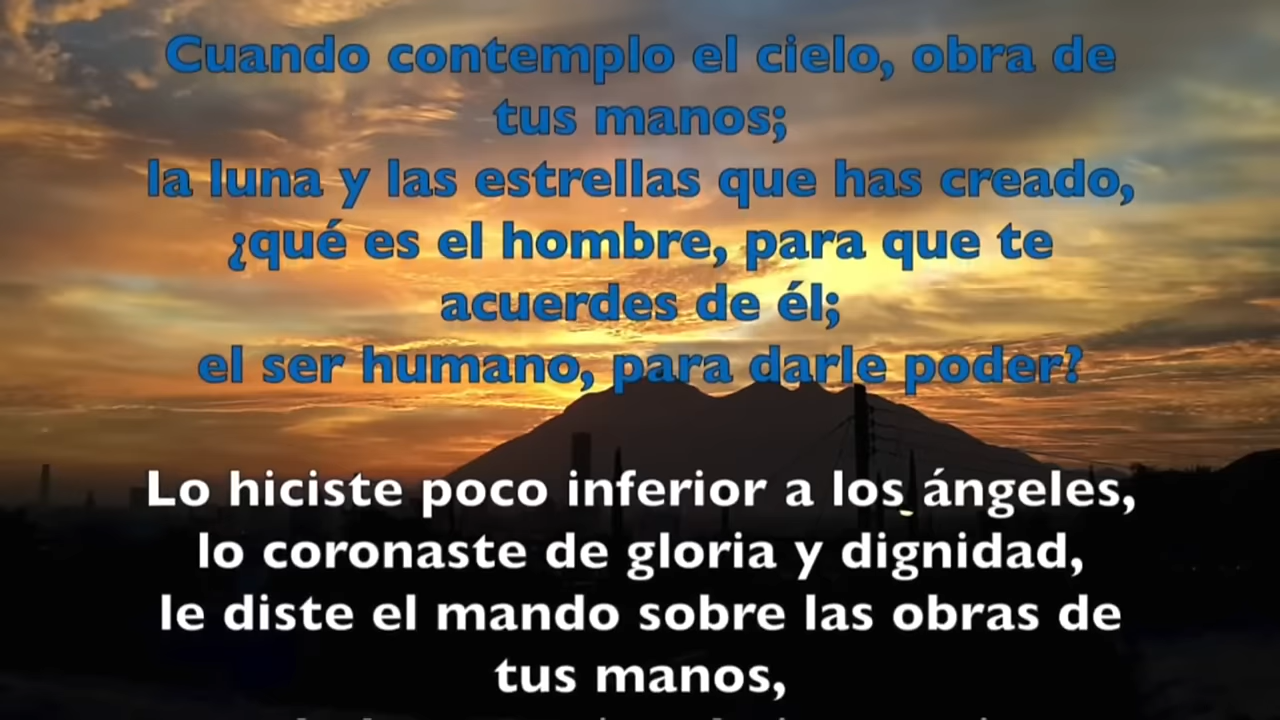 Cuando contemplo el cielo, obra de
tus manos;
la luna y las estrellas que has creado,
¿qué es el hombre, para que te
acuerdes de él;
el ser humano, para darle poder?
Lo hiciste poco inferior a los ángeles,
lo coronaste de gloria y dignidad,
le diste el mando sobre las obras de
tus manos,